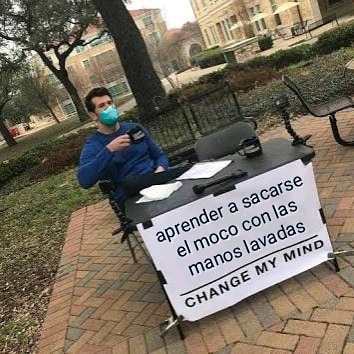 aprender a sacarse
el moco con las
manos lavadas
CHANGE MY MIND